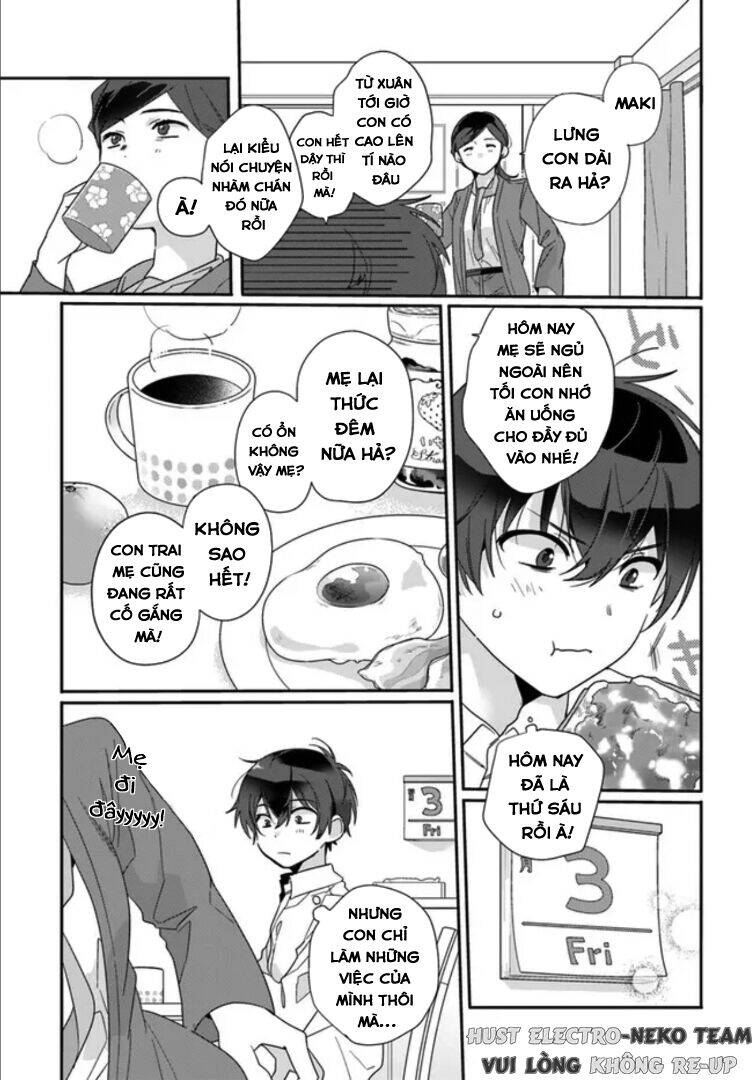 MAKI
LƯNG
CON DÀI
RA HẢ?
TỪ XUÂN
TỚI GIỜ
CON CÓ
CAO LÊN
TÍ NÀO
ĐÂU
CON HẾT
DẬY THÌ
RỒI
MÀ!
LẠI KIỂU
NÓI CHUYỆN
NHÀM CHÁN
ĐÓ NỮA
RỒI
À!
HÔM NAY
MẸ SẼ NGỦ
NGOÀI NÊN
TỐI CON NHỚ
ĂN UỐNG
CHO ĐẦY ĐỦ
VÀO NHÉ!
MẸ LẠI
THỨC
ĐÊM
NỮA HẢ?
CÓ ỔN
KHÔNG
VẬY MẸ?
KHÔNG
SAO
HẾT!
CON TRAI
MẸ CŨNG
ĐANG RẤT
CỐ GẮNG
MÀ!
HÔM NAY
ĐÃ LÀ
THỨ SÁU
RỒI À!
月
3
Fri
Mẹ
đi
đâyyyyy!
3
Fri
NHƯNG
CON CHỈ
LÀM NHỮNG
VIỆC CỦA
MÌNH THÔI
MÀ...
HUST ELECTRO-NEKO TEAM
VUI LÒNG KHÔNG RE-UP